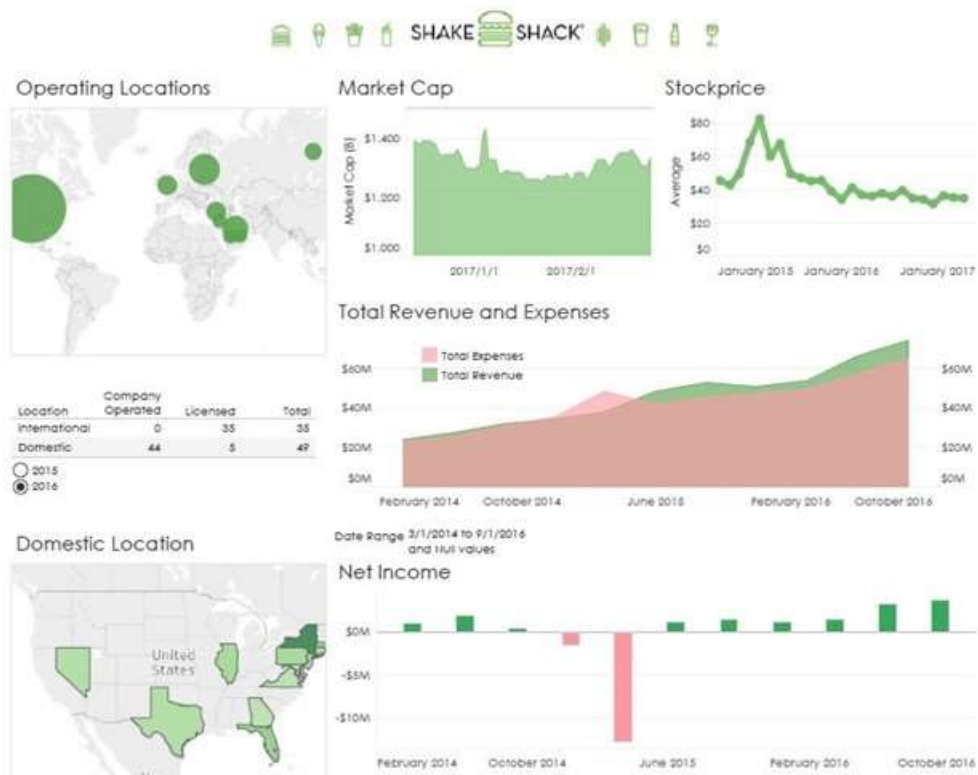 SHAKE SHACK
Operating Locations
Market Cap
Stockprice
Market Cap (B)
$1,400
$1,200
$1,000
2017/1/1
2017/2/1
Average
$80
$60
$40
$20
$0
January 2015
January 2016
January 2017
Location
Company Operated
Licensed
Total
International 0 35 35
Domestic 44 5 49
2015
2016
Total Revenue and Expenses
Total Expenses
Total Revenue
$60M
$40M
$20M
$0M
$60M
$40M
$20M
$0M
February 2014
October 2014
June 2015
February 2016
October 2016
Date Range 3/1/2014 to 9/1/2016
and Null values
Domestic Location
United
States
Net Income
$0M
-$5M
-$10M
February 2014
October 2014
June 2015
February 2016
October 2016